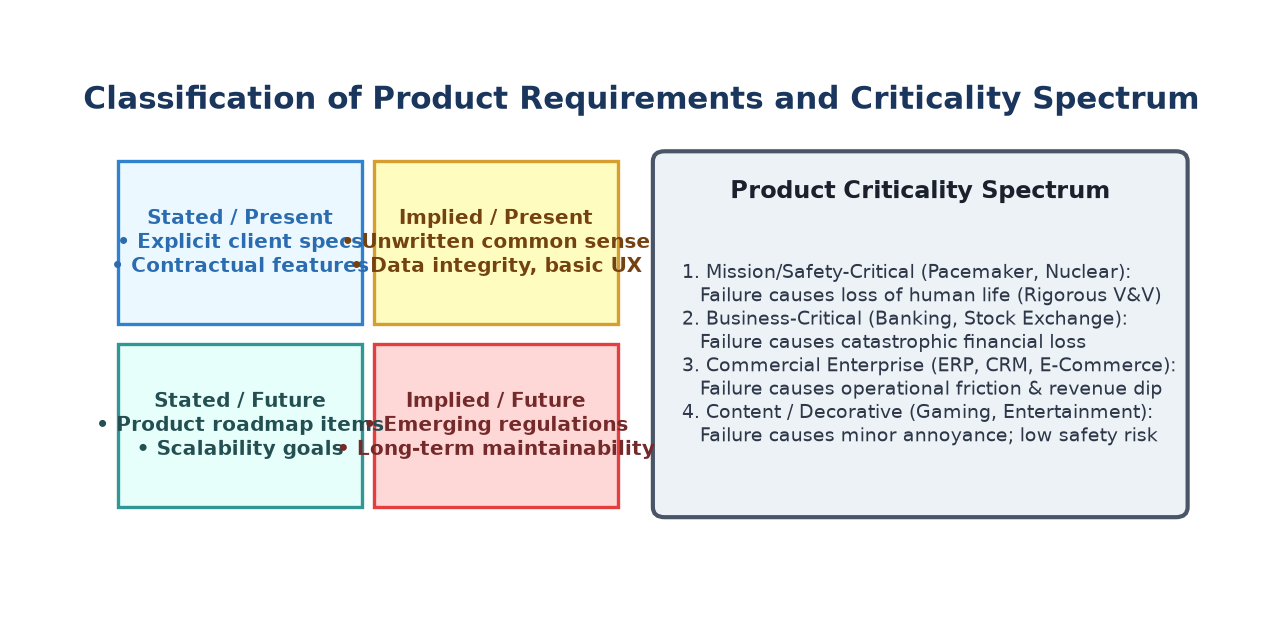 Classification of Product Requirements and Criticality Spectrum
Stated / Present
• Explicit client specs
• Contractual features
Implied / Present
• Unwritten common sense
• Data integrity, basic UX
Stated / Future
• Product roadmap items
• Scalability goals
Implied / Future
• Emerging regulations
• Long-term maintainability
Product Criticality Spectrum
1. Mission/Safety-Critical (Pacemaker, Nuclear):
Failure causes loss of human life (Rigorous V&V)
2. Business-Critical (Banking, Stock Exchange):
Failure causes catastrophic financial loss
3. Commercial Enterprise (ERP, CRM, E-Commerce):
Failure causes operational friction & revenue dip
4. Content / Decorative (Gaming, Entertainment):
Failure causes minor annoyance; low safety risk